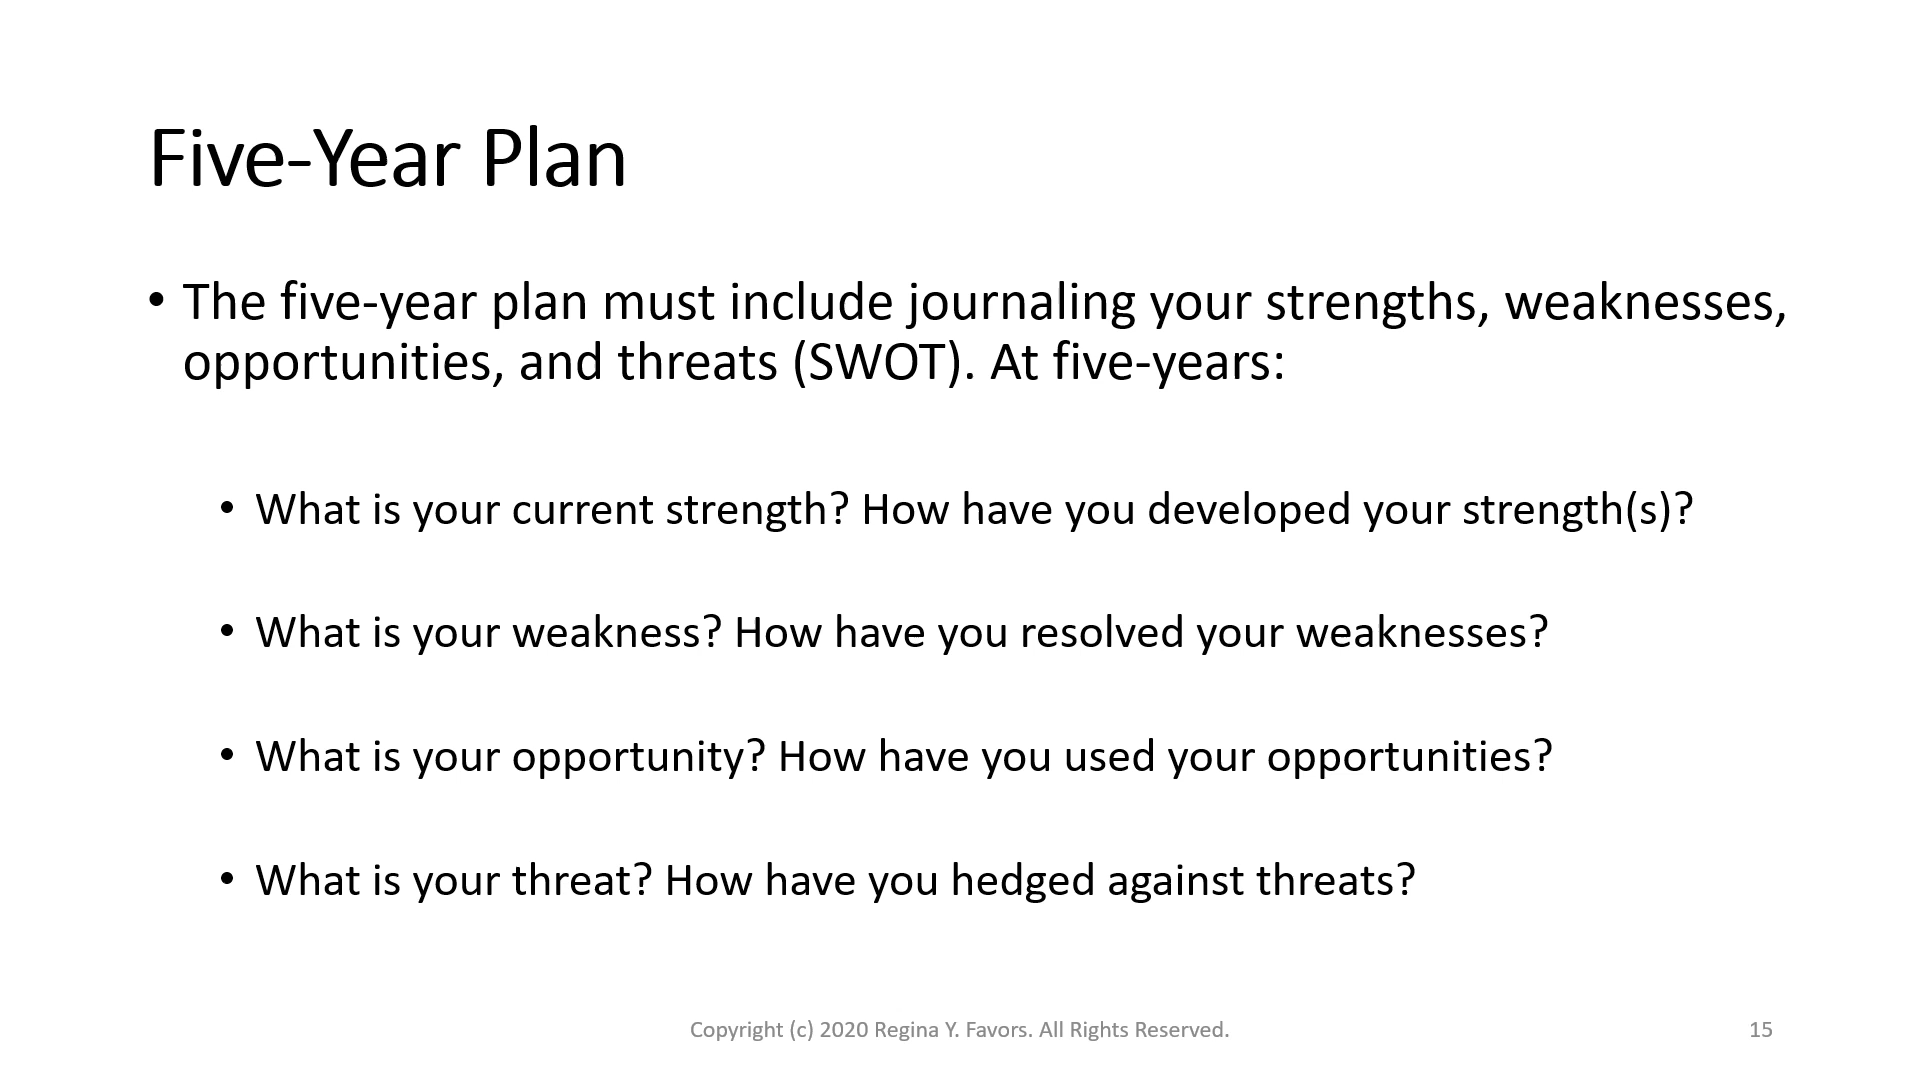 Five-Year Plan
• The five-year plan must include journaling your strengths, weaknesses,
opportunities, and threats (SWOT). At five-years:
• What is your current strength? How have you developed your strength(s)?
• What is your weakness? How have you resolved your weaknesses?
• What is your opportunity? How have you used your opportunities?
• What is your threat? How have you hedged against threats?
Copyright (c) 2020 Regina Y. Favors. All Rights Reserved.
15